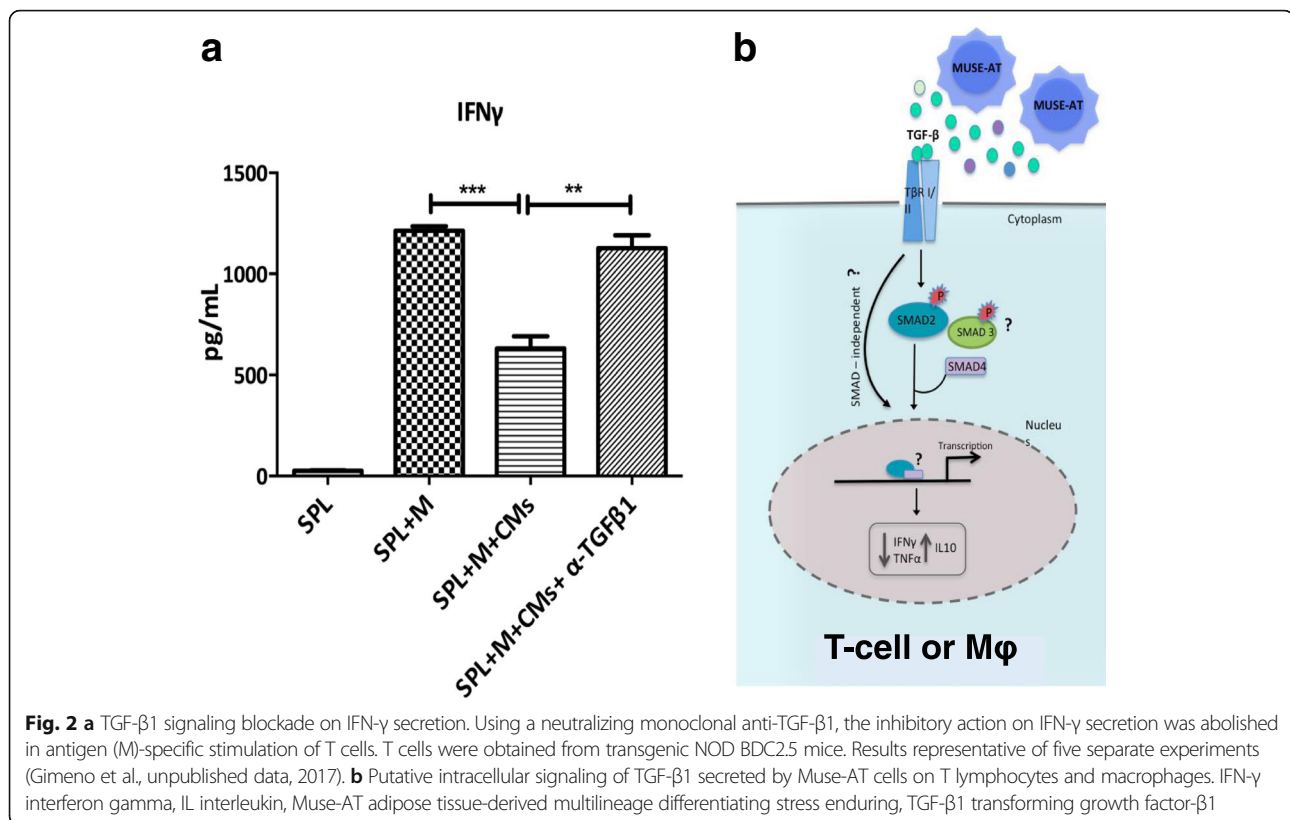 a
IFNγ
pg/mL
1500
1000
500
0
***
**
SPL
SPL+M
SPL+M+CMs
SPL+M+CMs+ α-TGFβ1
b
MUSE-AT
MUSE-AT
TGF-β
TβR I/
II
Cytoplasm
SMAD – independent ?
P
SMAD2
P
SMAD 3
?
SMAD4
Nucleu
s
?
Transcription
IFNγ
TNFα
IL10
T-cell or Mφ
Fig. 2 a TGF-β1 signaling blockade on IFN-γ secretion. Using a neutralizing monoclonal anti-TGF-β1, the inhibitory action on IFN-γ secretion was abolished
in antigen (M)-specific stimulation of T cells. T cells were obtained from transgenic NOD BDC2.5 mice. Results representative of five separate experiments
(Gimeno et al., unpublished data, 2017). b Putative intracellular signaling of TGF-β1 secreted by Muse-AT cells on T lymphocytes and macrophages. IFN-γ
interferon gamma, IL interleukin, Muse-AT adipose tissue-derived multilineage differentiating stress enduring, TGF-β1 transforming growth factor-β1